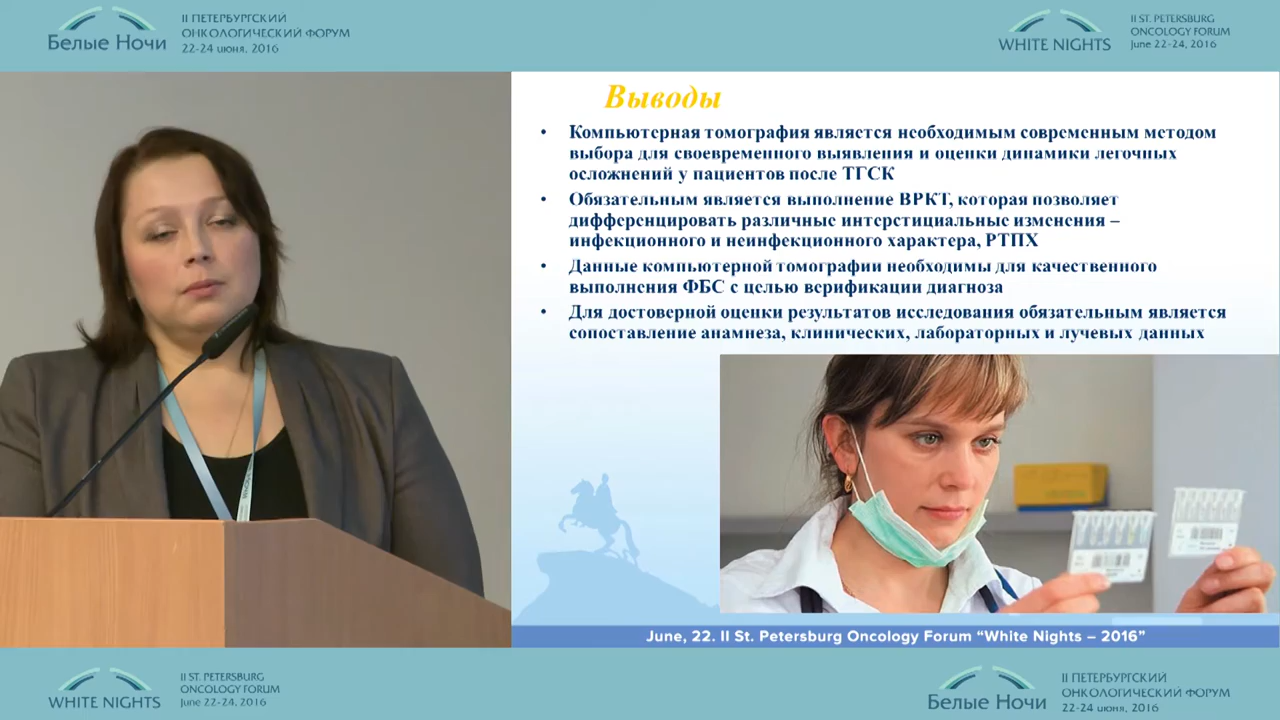 Белые Ночи
II ПЕТЕРБУРГСКИЙ
ОНКОЛОГИЧЕСКИЙ ФОРУМ
22-24 июня, 2016
WHITE NIGHTS
II ST. PETERSBURG
ONCOLOGY FORUM
June 22-24, 2016
Выводы
• Компьютерная томография является необходимым современным методом
выбора для своевременного выявления и оценки динамики легочных
осложнений у пациентов после ТГСК
• Обязательным является выполнение ВРКТ, которая позволяет
дифференцировать различные интерстициальные изменения –
инфекционного и неинфекционного характера, РТПХ
• Данные компьютерной томографии необходимы для качественного
выполнения ФБС с целью верификации диагноза
• Для достоверной оценки результатов исследования обязательным является
сопоставление анамнеза, клинических, лабораторных и лучевых данных
June, 22. II St. Petersburg Oncology Forum “White Nights – 2016”
WHITE NIGHTS
II ST. PETERSBURG
ONCOLOGY FORUM
June 22-24, 2016
Белые Ночи
II ПЕТЕРБУРГСКИЙ
ОНКОЛОГИЧЕСКИЙ ФОРУМ
22-24 июня, 2016